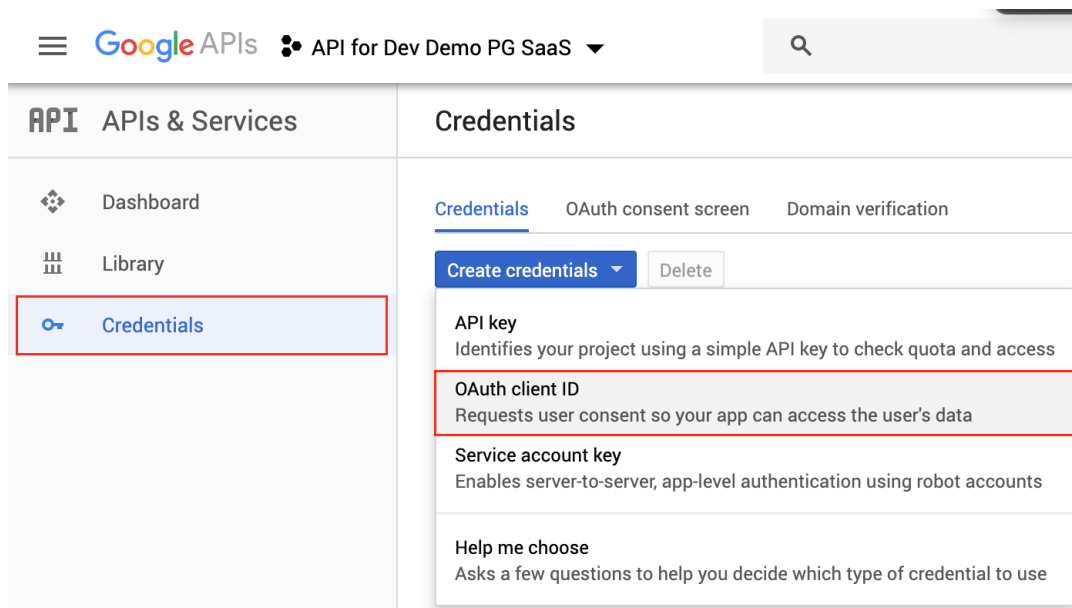 Google APIs API for Dev Demo PG SaaS
API APIs & Services
Credentials
Dashboard
Library
Credentials
Credentials OAuth consent screen Domain verification
Create credentials Delete
API key
Identifies your project using a simple API key to check quota and access
OAuth client ID
Requests user consent so your app can access the user's data
Service account key
Enables server-to-server, app-level authentication using robot accounts
Help me choose
Asks a few questions to help you decide which type of credential to use